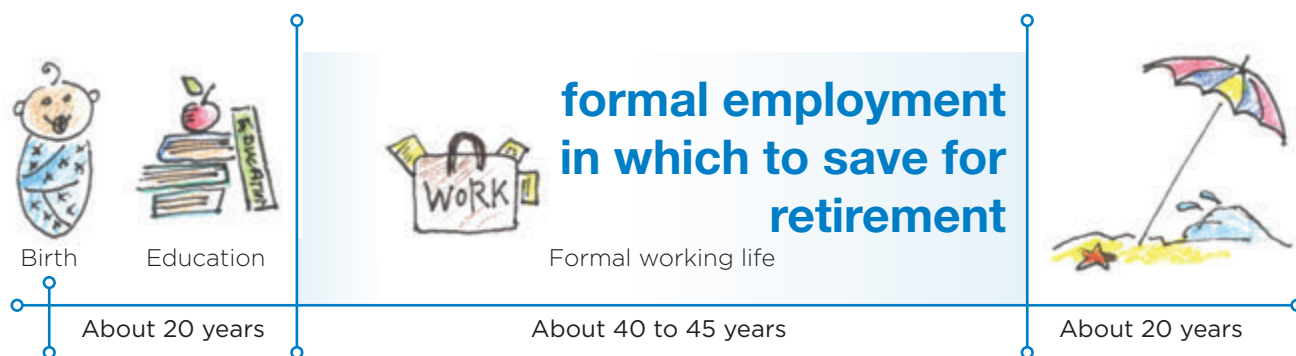 formal employment
in which to save for
retirement
EDUCATION
WORK
Birth
Education
Formal working life
About 20 years
About 40 to 45 years
About 20 years